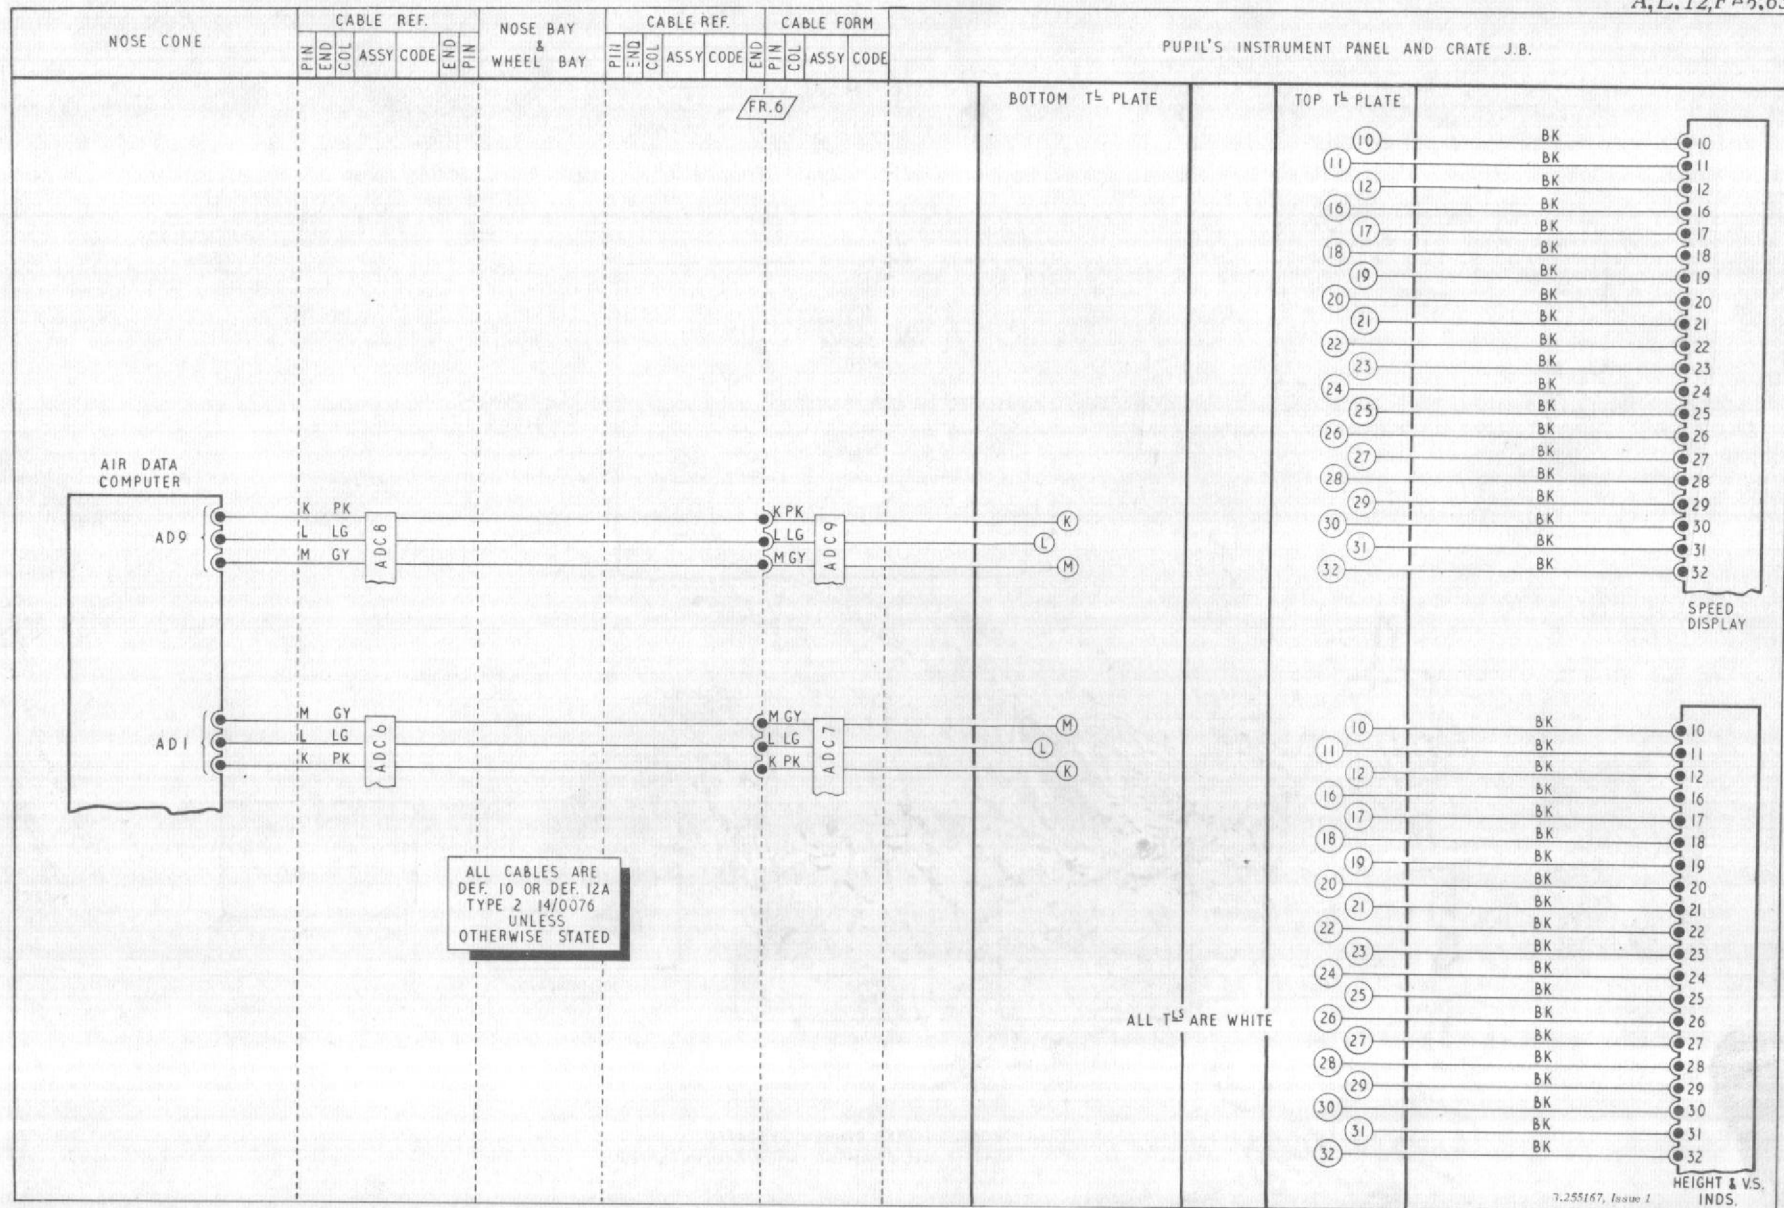 A.L.12, Feb, 65
NOSE CONE
CABLE REF.
PIN END COL ASSY CODE END PIN
NOSE BAY
&
WHEEL BAY
CABLE REF.
PIN END COL ASSY CODE END
CABLE FORM
PIN COL ASSY CODE
PUPIL'S INSTRUMENT PANEL AND CRATE J.B.
FR.6
BOTTOM TL PLATE
TOP TL PLATE
10 BK 10
11 BK 11
12 BK 12
16 BK 16
17 BK 17
18 BK 18
19 BK 19
20 BK 20
21 BK 21
22 BK 22
23 BK 23
24 BK 24
25 BK 25
26 BK 26
27 BK 27
28 BK 28
29 BK 29
30 BK 30
31 BK 31
32 BK 32
SPEED
DISPLAY
AIR DATA
COMPUTER
AD9
K PK K PK K
L LG L LG L
M GY M GY M
ADC8
ADC9
AD1
M GY M GY M
L LG L LG L
K PK K PK K
ADC6
ADC7
10 BK 10
11 BK 11
12 BK 12
16 BK 16
17 BK 17
18 BK 18
19 BK 19
20 BK 20
21 BK 21
22 BK 22
23 BK 23
24 BK 24
25 BK 25
26 BK 26
27 BK 27
28 BK 28
29 BK 29
30 BK 30
31 BK 31
32 BK 32
HEIGHT & V.S.
INDS.
ALL CABLES ARE
DEF. 10 OR DEF. 12A
TYPE 2 14/0076
UNLESS
OTHERWISE STATED
ALL TLS ARE WHITE
3.255167, Issue 1